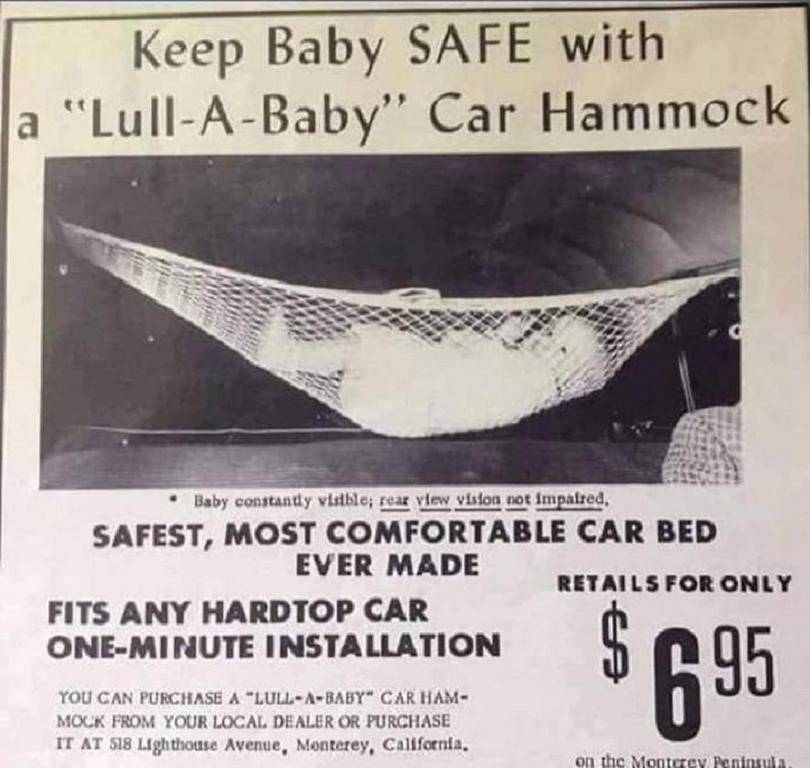 Keep Baby SAFE with
a "Lull-A-Baby" Car Hammock
* Baby constantly visible; rear view vision not impaired.
SAFEST, MOST COMFORTABLE CAR BED
EVER MADE
FITS ANY HARDTOP CAR
ONE-MINUTE INSTALLATION
RETAILS FOR ONLY
$6.95
YOU CAN PURCHASE A "LULL-A-BABY" CAR HAM-
MOCK FROM YOUR LOCAL DEALER OR PURCHASE
IT AT 518 Lighthouse Avenue, Monterey, California.
on the Monterey Peninsula.